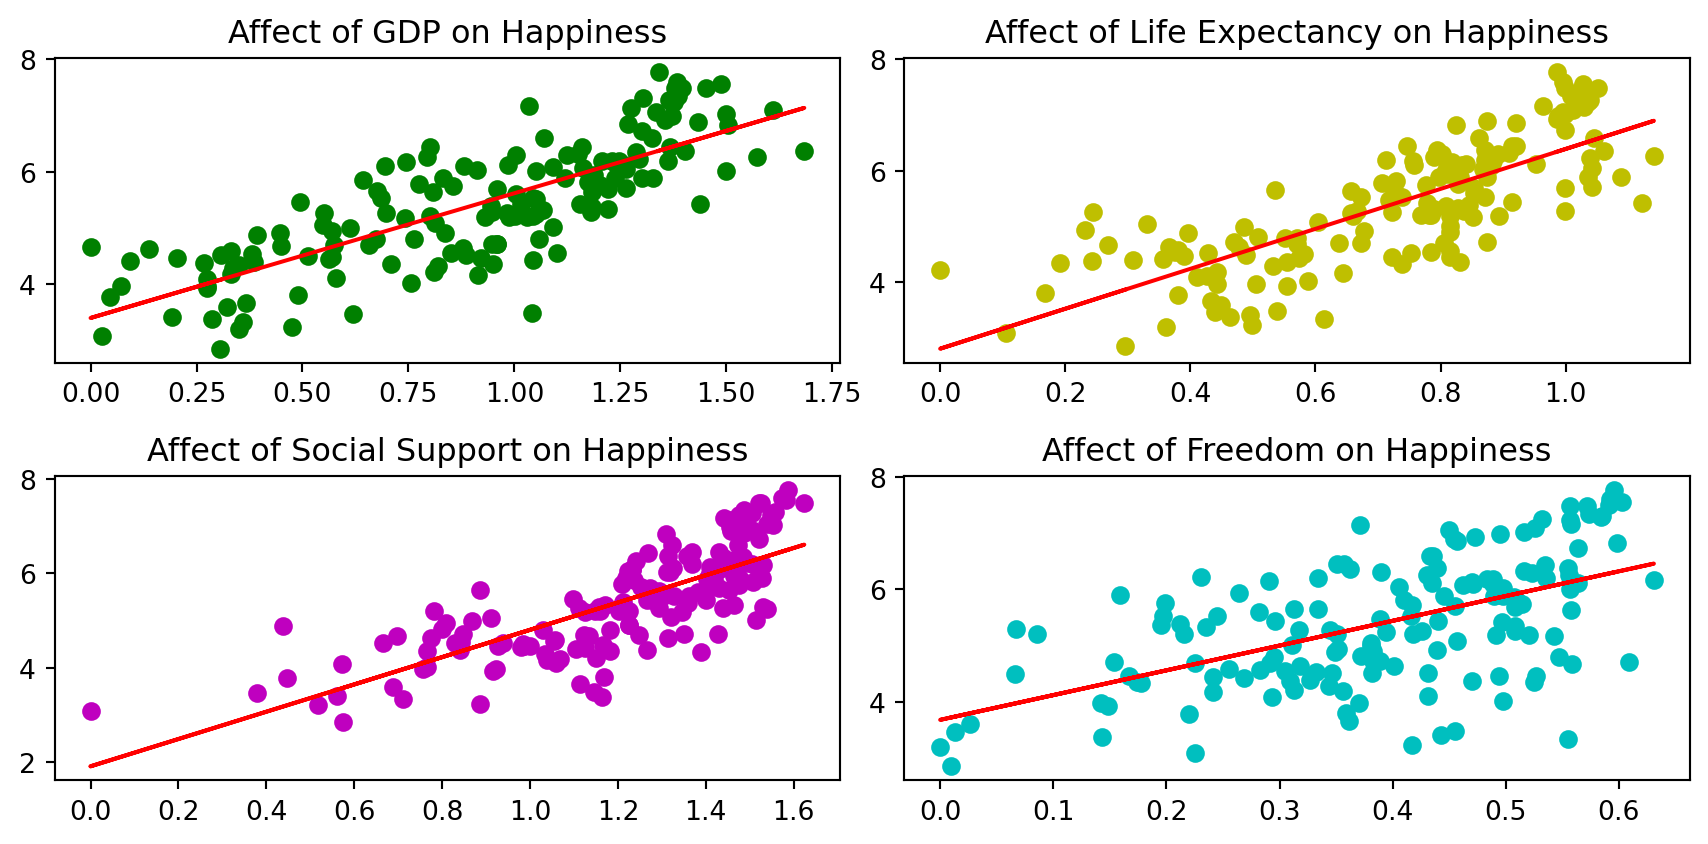 Affect of GDP on Happiness
8
6
4
0.00 0.25 0.50 0.75 1.00 1.25 1.50 1.75
Affect of Life Expectancy on Happiness
8
6
4
0.0 0.2 0.4 0.6 0.8 1.0
Affect of Social Support on Happiness
8
6
4
2
0.0 0.2 0.4 0.6 0.8 1.0 1.2 1.4 1.6
Affect of Freedom on Happiness
8
6
4
0.0 0.1 0.2 0.3 0.4 0.5 0.6